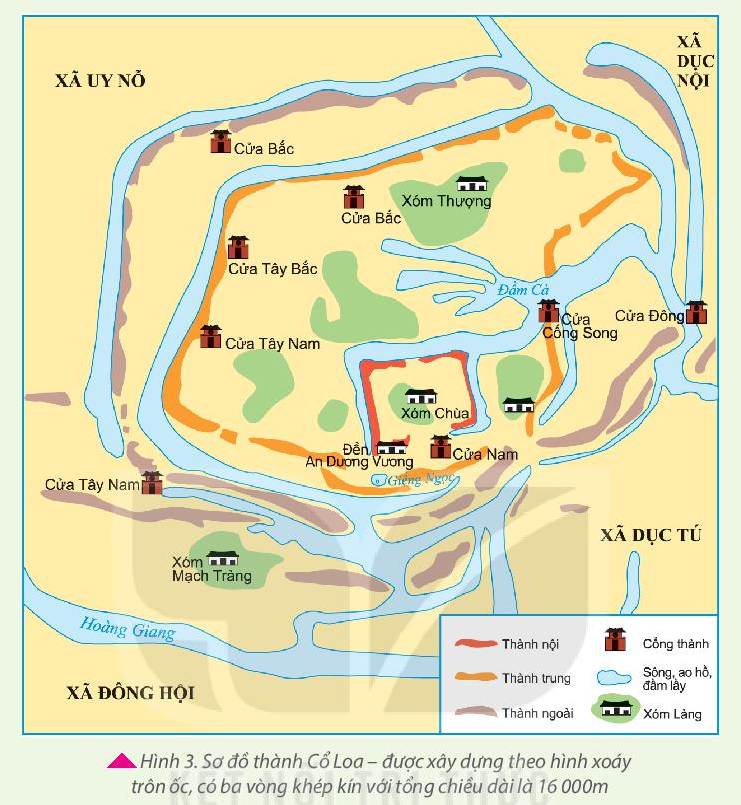 XÃ
DỤC
NỘI
XÃ UY NỖ
Cửa Bắc
Xóm Thượng
Cửa Bắc
Cửa Tây Bắc
Đầm Cả
Cửa
Cống Song
Cửa Đông
Cửa Tây Nam
Xóm Chùa
Đền
An Dương Vương
Cửa Nam
Giếng Ngọc
Cửa Tây Nam
XÃ DỤC TÚ
Xóm
Mạch Tràng
Hoàng Giang
XÃ ĐÔNG HỘI
Thành nội
Thành trung
Thành ngoài
Cổng thành
Sông, ao hồ,
đầm lầy
Xóm Làng
Hình 3. Sơ đồ thành Cổ Loa – được xây dựng theo hình xoáy
trôn ốc, có ba vòng khép kín với tổng chiều dài là 16 000m
KẾT NỐI TRI THỨC